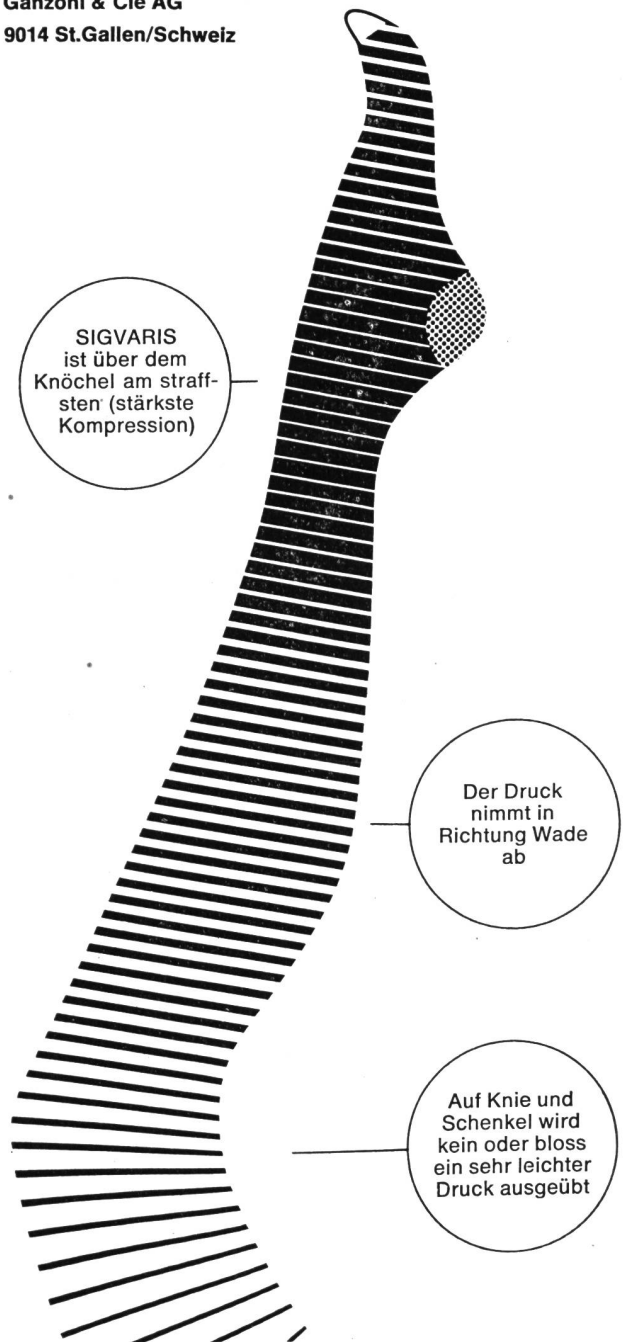 Ganzoni & Cie AG
9014 St.Gallen/Schweiz
SIGVARIS
ist über dem
Knöchel am straff-
sten (stärkste
Kompression)
Der Druck
nimmt in
Richtung Wade
ab
Auf Knie und
Schenkel wird
kein oder bloss
ein sehr leichter
Druck ausgeübt